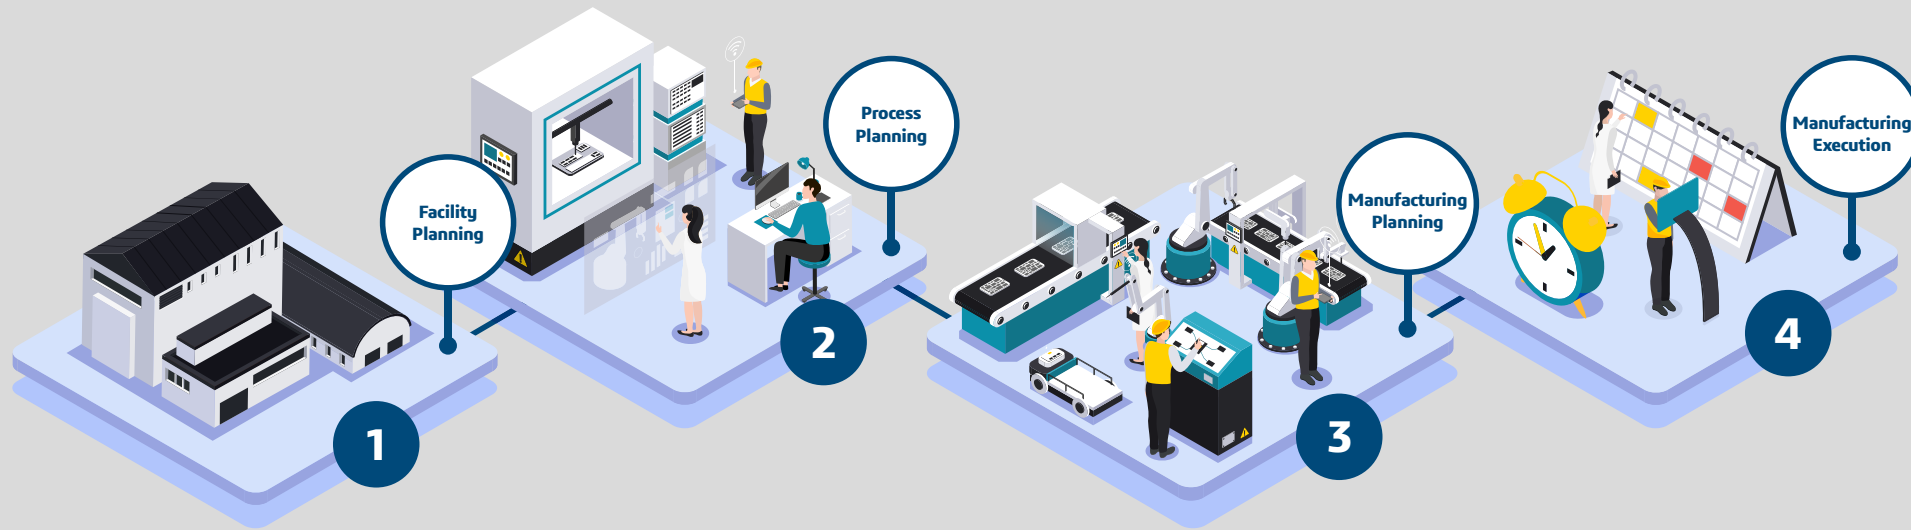 Facility
Planning
1
Process
Planning
2
Manufacturing
Planning
3
Manufacturing
Execution
4